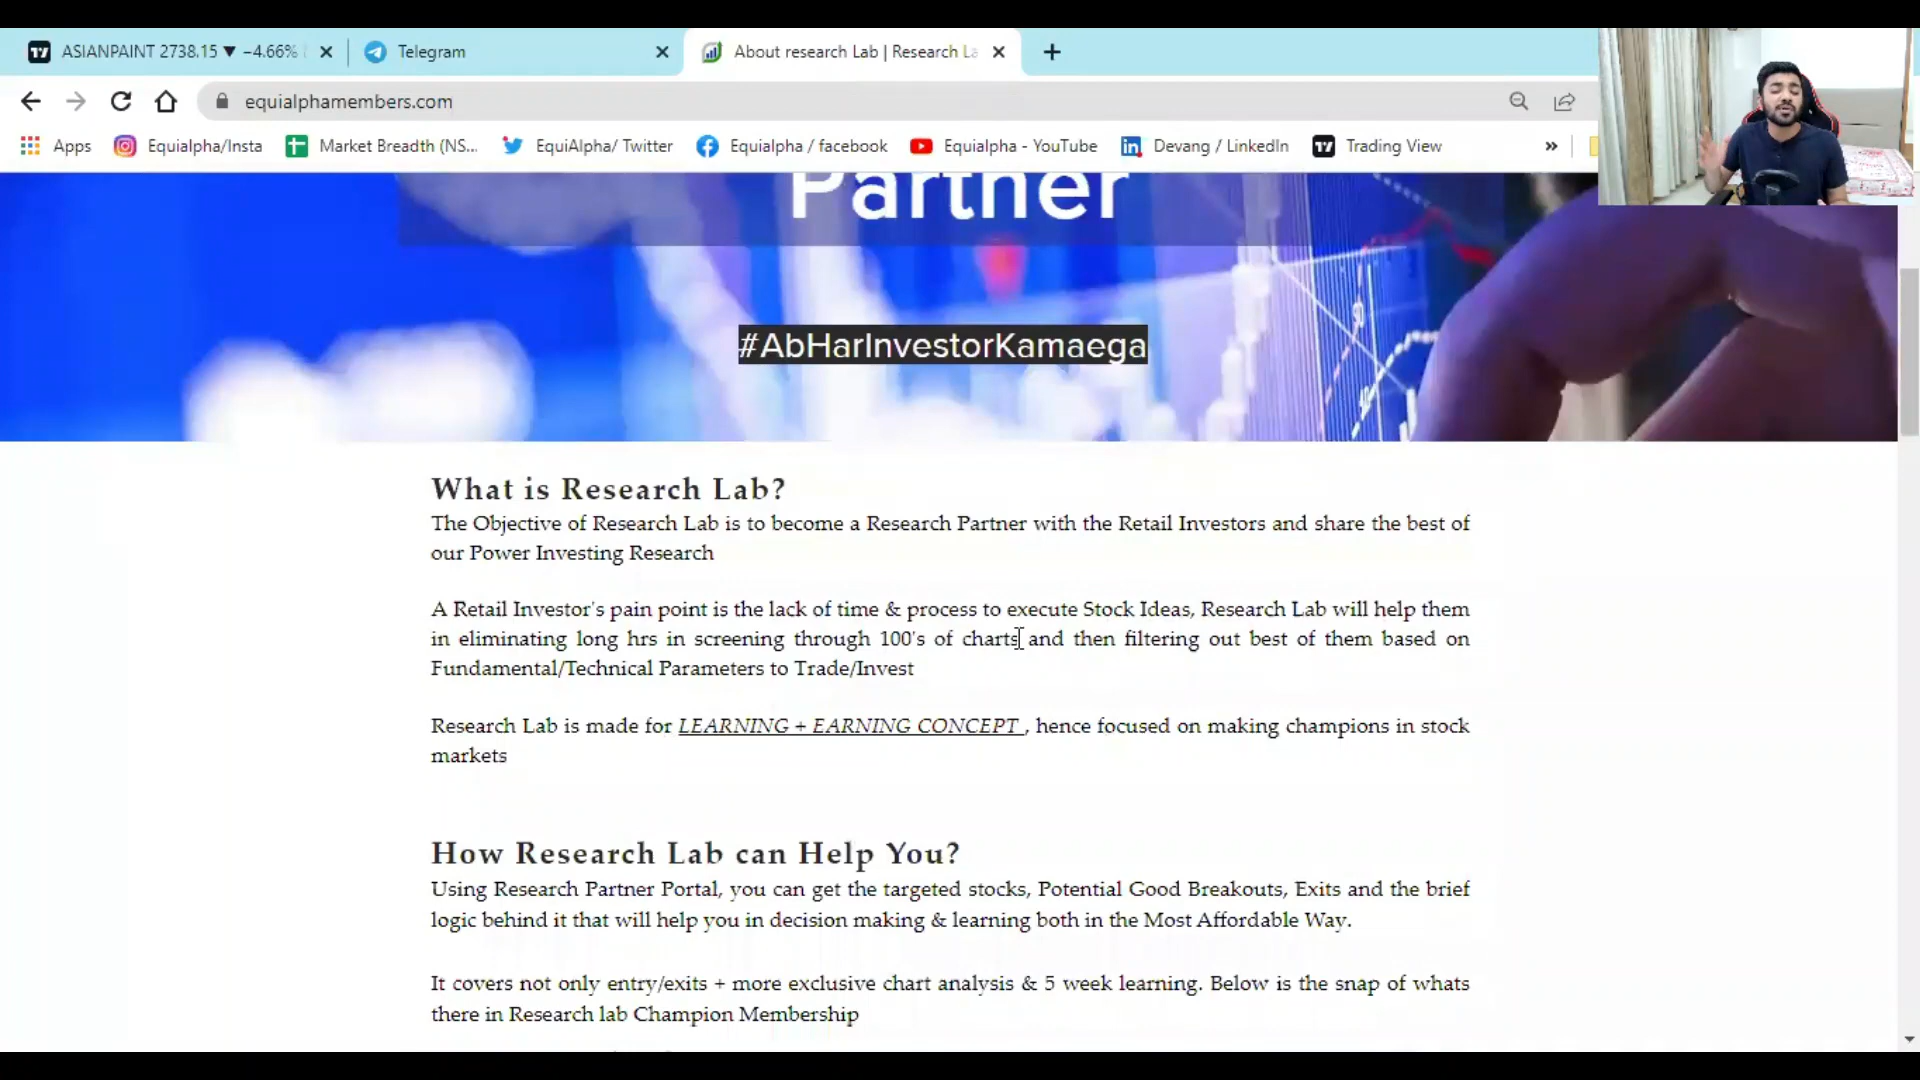 ASIANPAINT 2738.15 ▼ −4.66%
Telegram
About research Lab | Research La
equialphamembers.com
Apps
Equialpha/Insta
Market Breadth (NS...
EquiAlpha/ Twitter
Equialpha / facebook
Equialpha - YouTube
Devang / LinkedIn
Trading View
»
Partner
#AbHarInvestorKamaega
What is Research Lab?
The Objective of Research Lab is to become a Research Partner with the Retail Investors and share the best of
our Power Investing Research
A Retail Investor's pain point is the lack of time & process to execute Stock Ideas, Research Lab will help them
in eliminating long hrs in screening through 100's of charts and then filtering out best of them based on
Fundamental/Technical Parameters to Trade/Invest
Research Lab is made for LEARNING + EARNING CONCEPT , hence focused on making champions in stock
markets
How Research Lab can Help You?
Using Research Partner Portal, you can get the targeted stocks, Potential Good Breakouts, Exits and the brief
logic behind it that will help you in decision making & learning both in the Most Affordable Way.
It covers not only entry/exits + more exclusive chart analysis & 5 week learning. Below is the snap of whats
there in Research lab Champion Membership